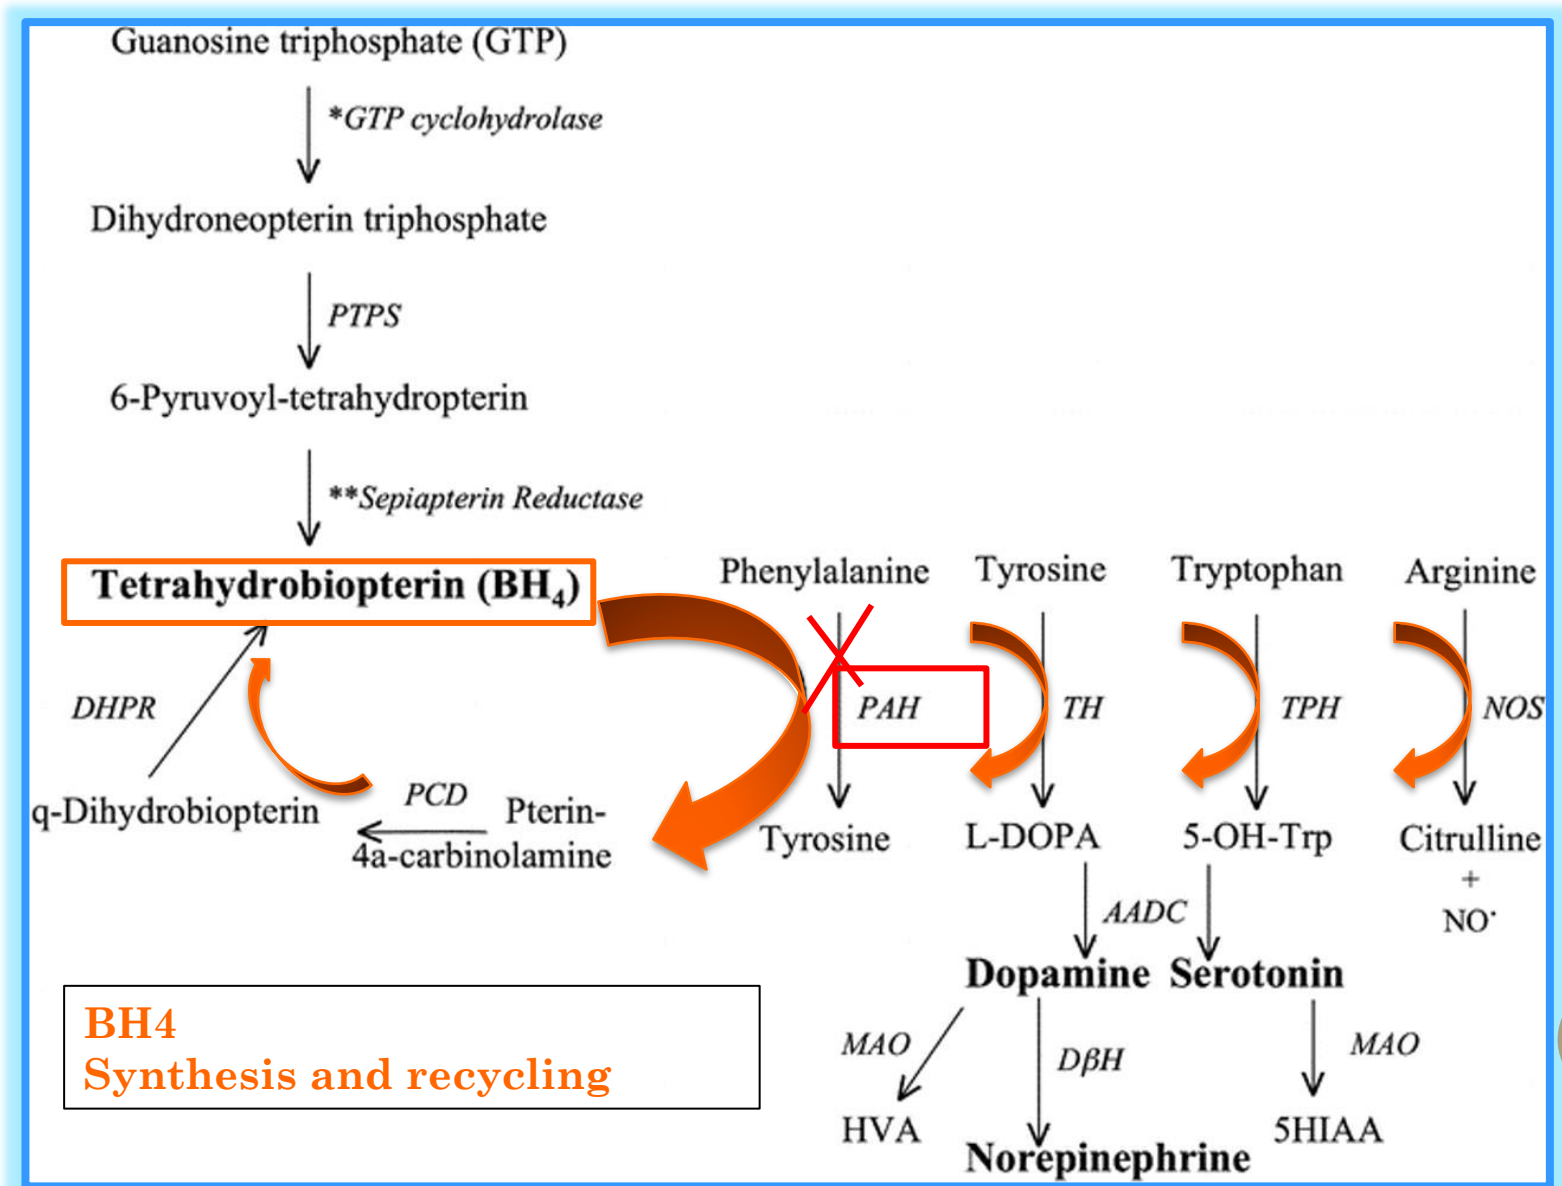 Guanosine triphosphate (GTP)
*GTP cyclohydrolase
Dihydroneopterin triphosphate
PTPS
6-Pyruvoyl-tetrahydropterin
**Sepiapterin Reductase
Tetrahydrobiopterin (BH₄)
Phenylalanine
Tyrosine
Tryptophan
Arginine
DHPR
PAH
TH
TPH
NOS
q-Dihydrobiopterin
PCD
Pterin-
4a-carbinolamine
Tyrosine
L-DOPA
5-OH-Trp
Citrulline
+
NO·
AADC
Dopamine
Serotonin
MAO
DβH
MAO
HVA
Norepinephrine
5HIAA
BH4
Synthesis and recycling